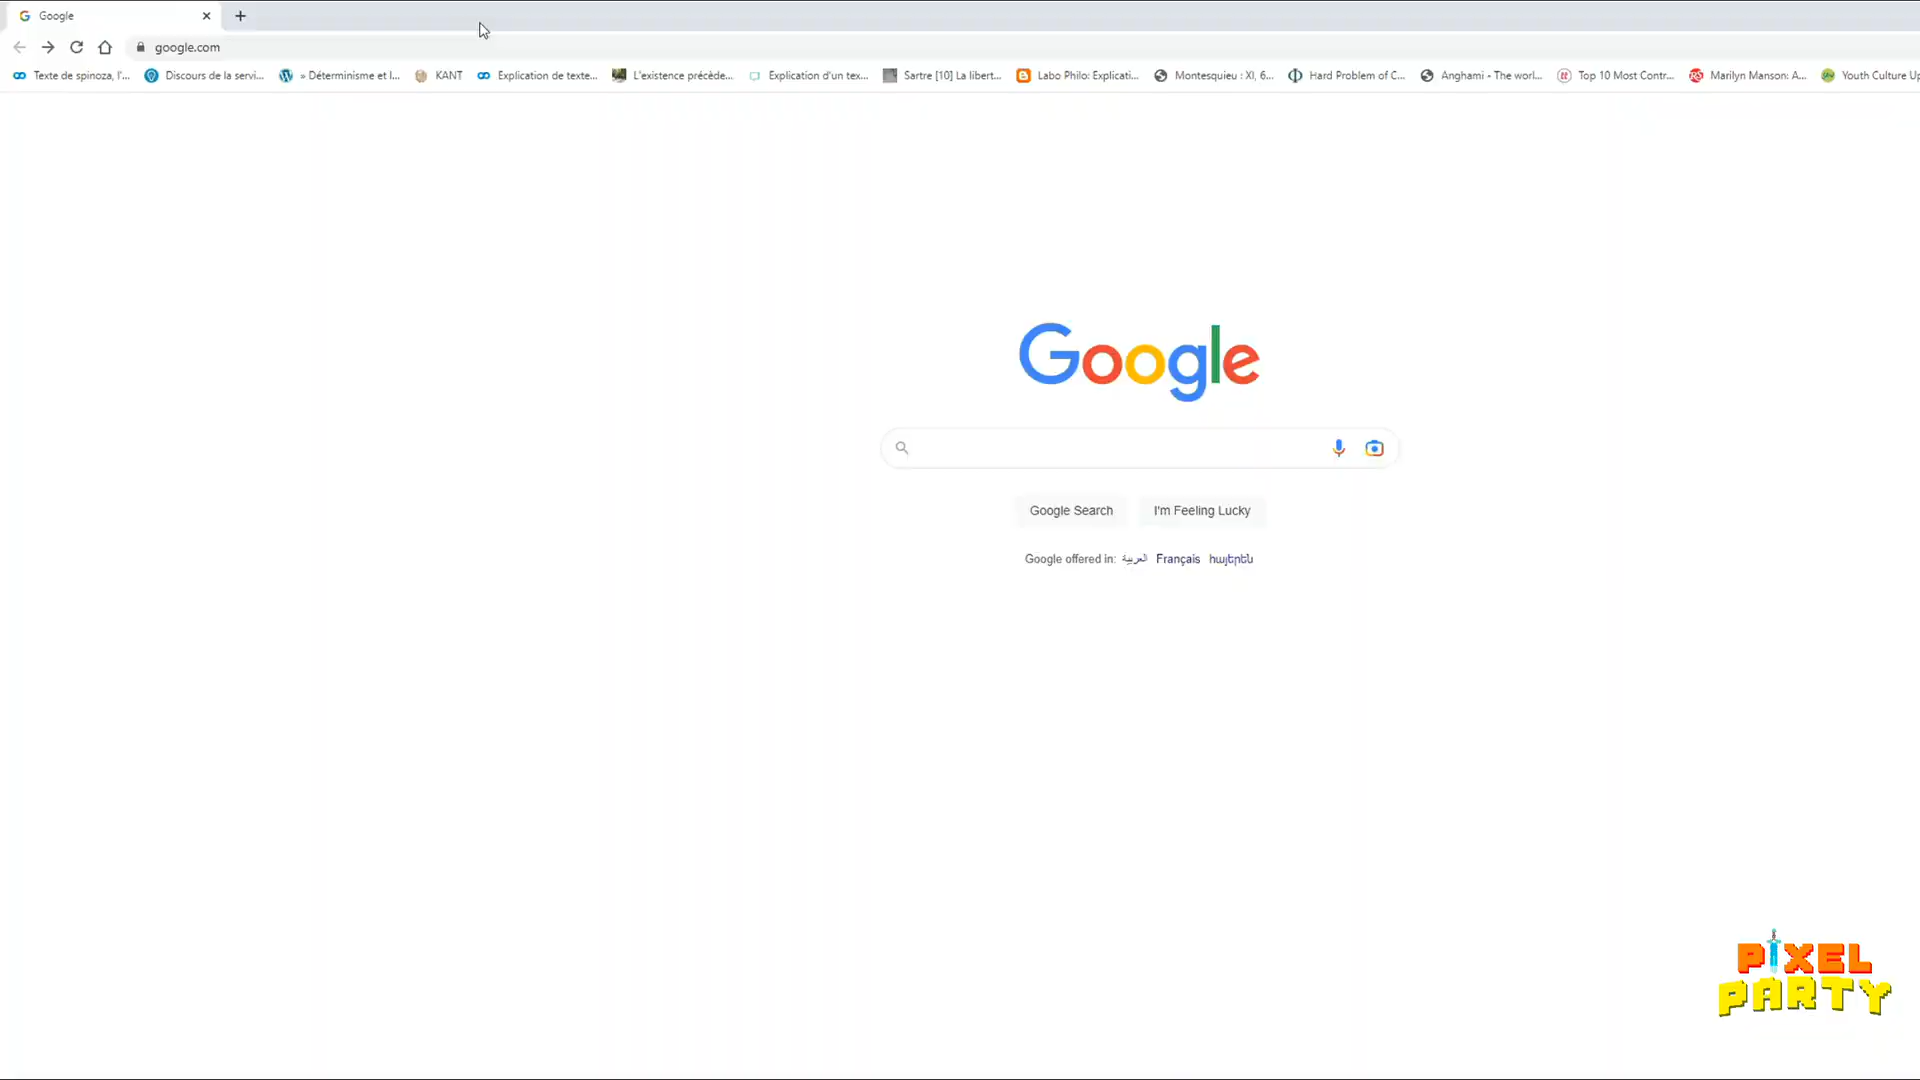 Google
google.com
Texte de spinoza, l'...
Discours de la servi...
» Déterminisme et l...
KANT
Explication de texte...
L'existence précède...
Explication d'un tex...
Sartre [10] La libert...
Labo Philo: Explicati...
Montesquieu : XI, 6...
Hard Problem of C...
Anghami - The worl...
Top 10 Most Contr...
Marilyn Manson: A...
Youth Culture Up
Google
Google Search
I'm Feeling Lucky
Google offered in: العربية Français հայերեն
PIXEL
PARTY